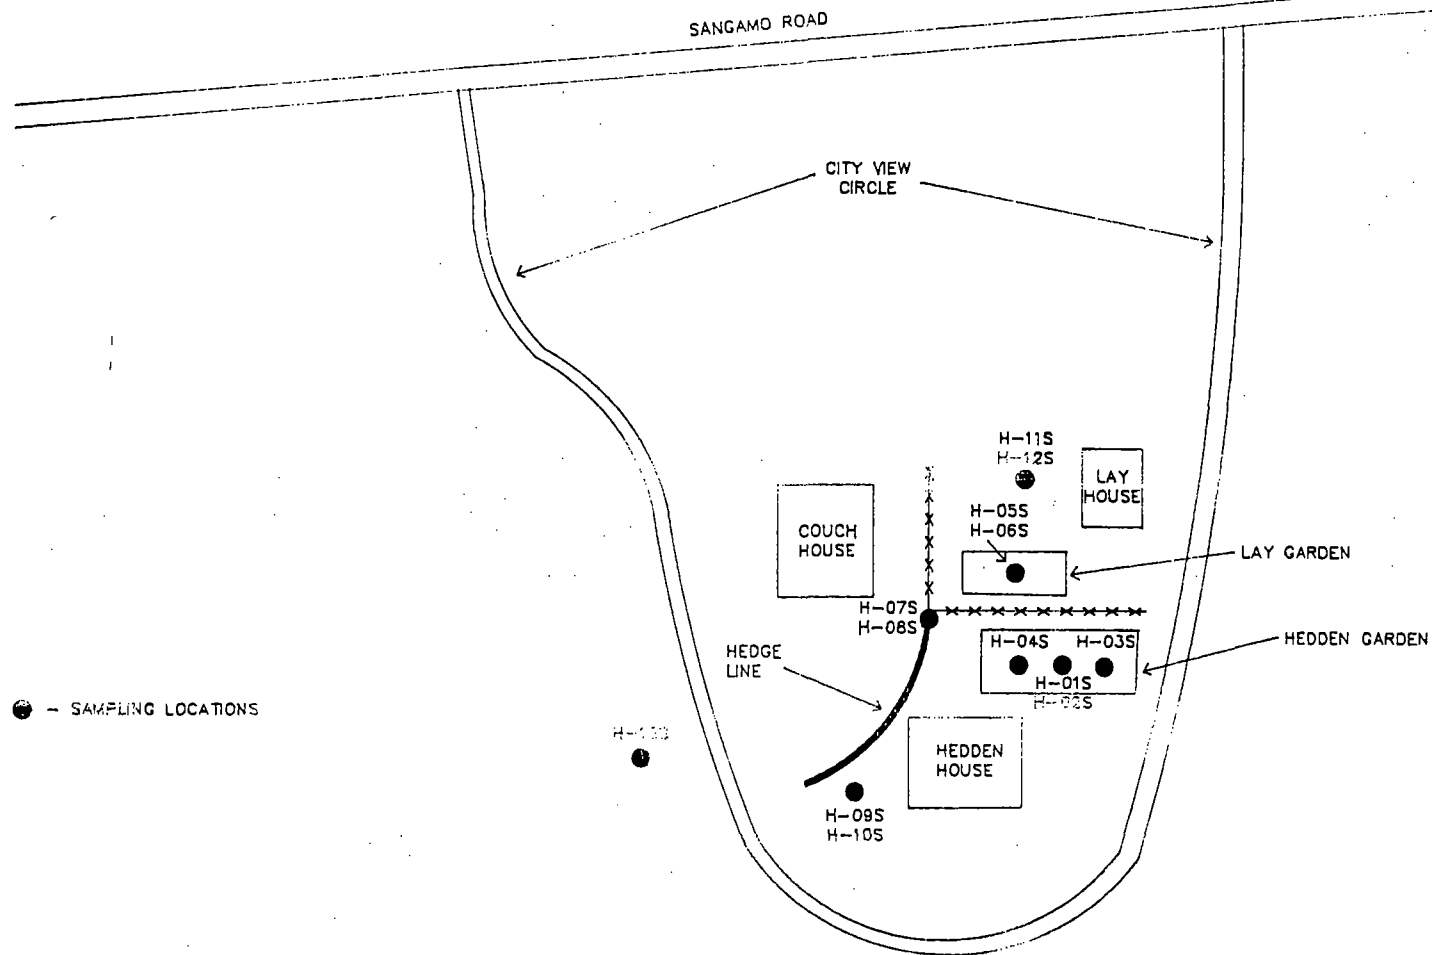 SANGAMO ROAD
CITY VIEW
CIRCLE
H-11S
H-12S
LAY
HOUSE
H-05S
H-06S
COUCH
HOUSE
LAY GARDEN
H-07S
H-08S
H-04S
H-03S
HEDDEN GARDEN
H-01S
H-02S
HEDGE
LINE
- SAMPLING LOCATIONS
HEDDEN
HOUSE
H-09S
H-10S